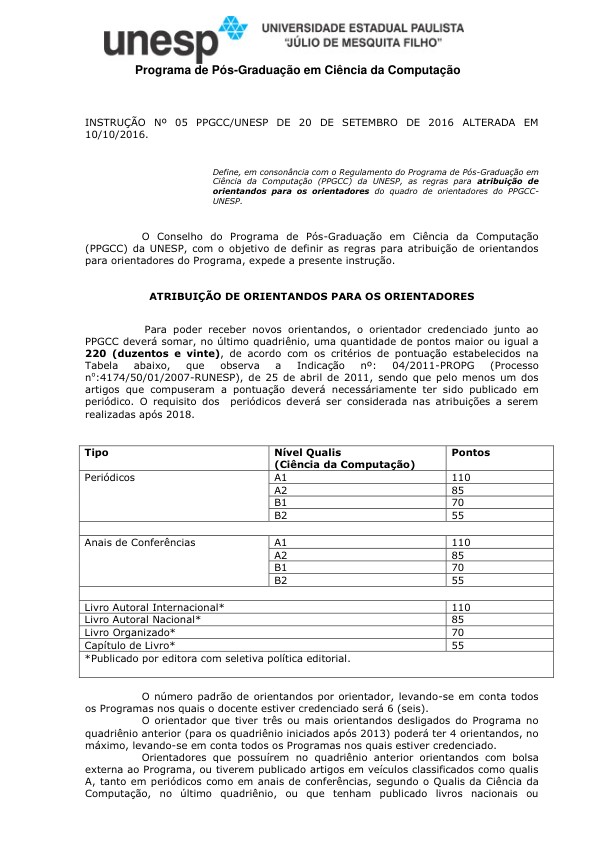 unesp
UNIVERSIDADE ESTADUAL PAULISTA
"JÚLIO DE MESQUITA FILHO"
Programa de Pós-Graduação em Ciência da Computação
INSTRUÇÃO Nº 05 PPGCC/UNESP DE 20 DE SETEMBRO DE 2016 ALTERADA EM
10/10/2016.
Define, em consonância com o Regulamento do Programa de Pós-Graduação em
Ciência da Computação (PPGCC) da UNESP, as regras para atribuição de
orientandos para os orientadores do quadro de orientadores do PPGCC-
UNESP.
O Conselho do Programa de Pós-Graduação em Ciência da Computação
(PPGCC) da UNESP, com o objetivo de definir as regras para atribuição de orientandos
para orientadores do Programa, expede a presente instrução.
ATRIBUIÇÃO DE ORIENTANDOS PARA OS ORIENTADORES
Para poder receber novos orientandos, o orientador credenciado junto ao
PPGCC deverá somar, no último quadriênio, uma quantidade de pontos maior ou igual a
220 (duzentos e vinte), de acordo com os critérios de pontuação estabelecidos na
Tabela abaixo, que observa a Indicação nº: 04/2011-PROPG (Processo
nº:4174/50/01/2007-RUNESP), de 25 de abril de 2011, sendo que pelo menos um dos
artigos que compuseram a pontuação deverá necessáriamente ter sido publicado em
periódico. O requisito dos periódicos deverá ser considerada nas atribuições a serem
realizadas após 2018.
Tipo Nível Qualis Pontos
(Ciência da Computação)
Periódicos A1 110
A2 85
B1 70
B2 55
Anais de Conferências A1 110
A2 85
B1 70
B2 55
Livro Autoral Internacional* 110
Livro Autoral Nacional* 85
Livro Organizado* 70
Capítulo de Livro* 55
*Publicado por editora com seletiva política editorial.
O número padrão de orientandos por orientador, levando-se em conta todos
os Programas nos quais o docente estiver credenciado será 6 (seis).
O orientador que tiver três ou mais orientandos desligados do Programa no
quadriênio anterior (para os quadriênio iniciados após 2013) poderá ter 4 orientandos, no
máximo, levando-se em conta todos os Programas nos quais estiver credenciado.
Orientadores que possuírem no quadriênio anterior orientandos com bolsa
externa ao Programa, ou tiverem publicado artigos em veículos classificados como qualis
A, tanto em periódicos como em anais de conferências, segundo o Qualis da Ciência da
Computação, no último quadriênio, ou que tenham publicado livros nacionais ou